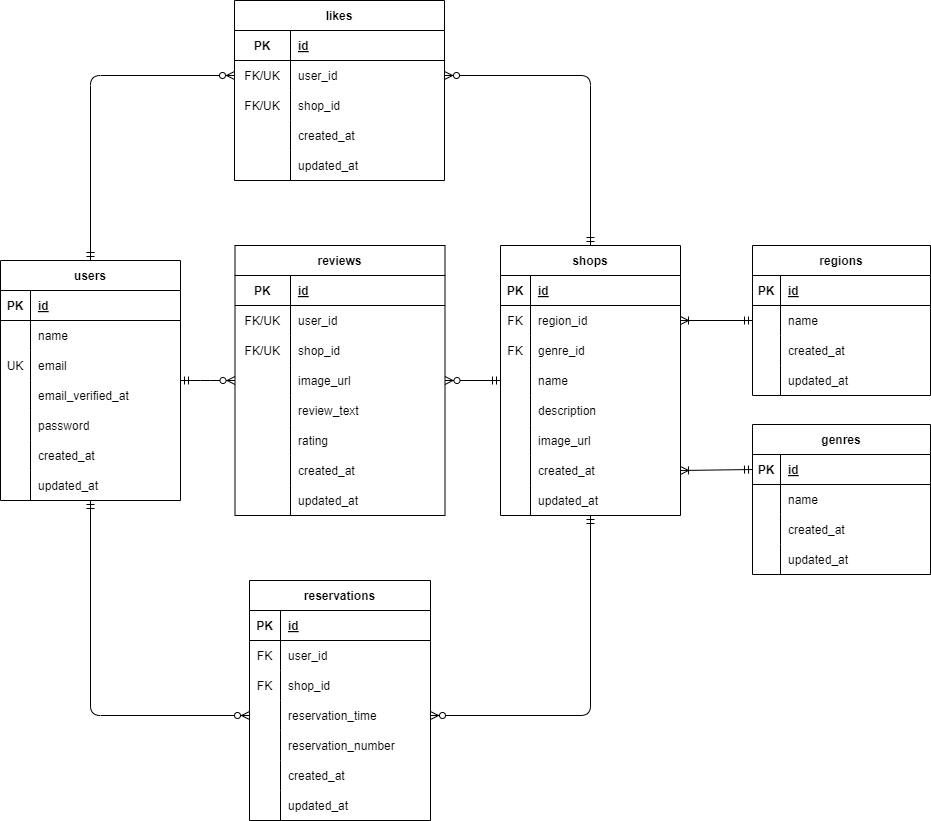 likes
PK id
FK/UK user_id
FK/UK shop_id
created_at
updated_at
users
PK id
name
UK email
email_verified_at
password
created_at
updated_at
reviews
PK id
FK/UK user_id
FK/UK shop_id
image_url
review_text
rating
created_at
updated_at
shops
PK id
FK region_id
FK genre_id
name
description
image_url
created_at
updated_at
regions
PK id
name
created_at
updated_at
genres
PK id
name
created_at
updated_at
reservations
PK id
FK user_id
FK shop_id
reservation_time
reservation_number
created_at
updated_at